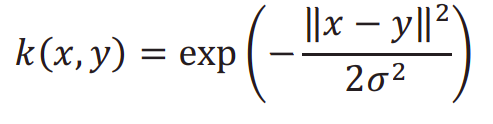 k(x, y) = exp(−‖x − y‖² / 2σ²)